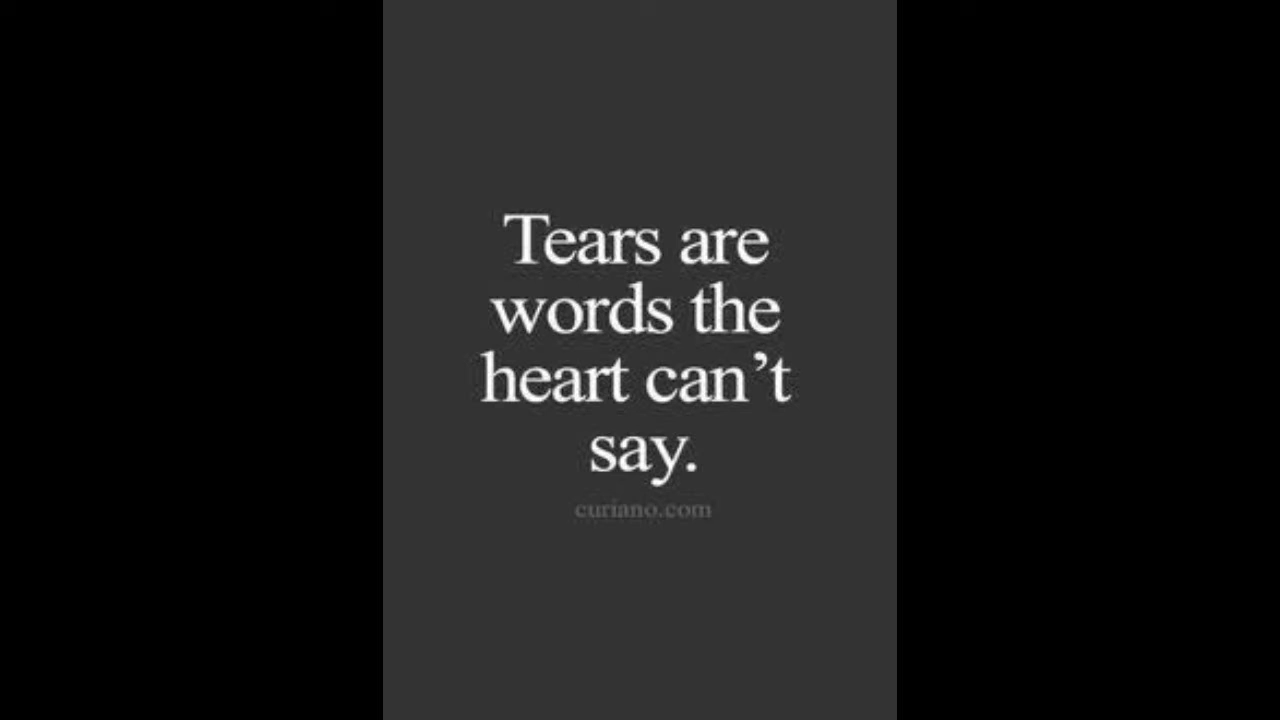 Tears are
words the
heart can’t
say.
curiano.com